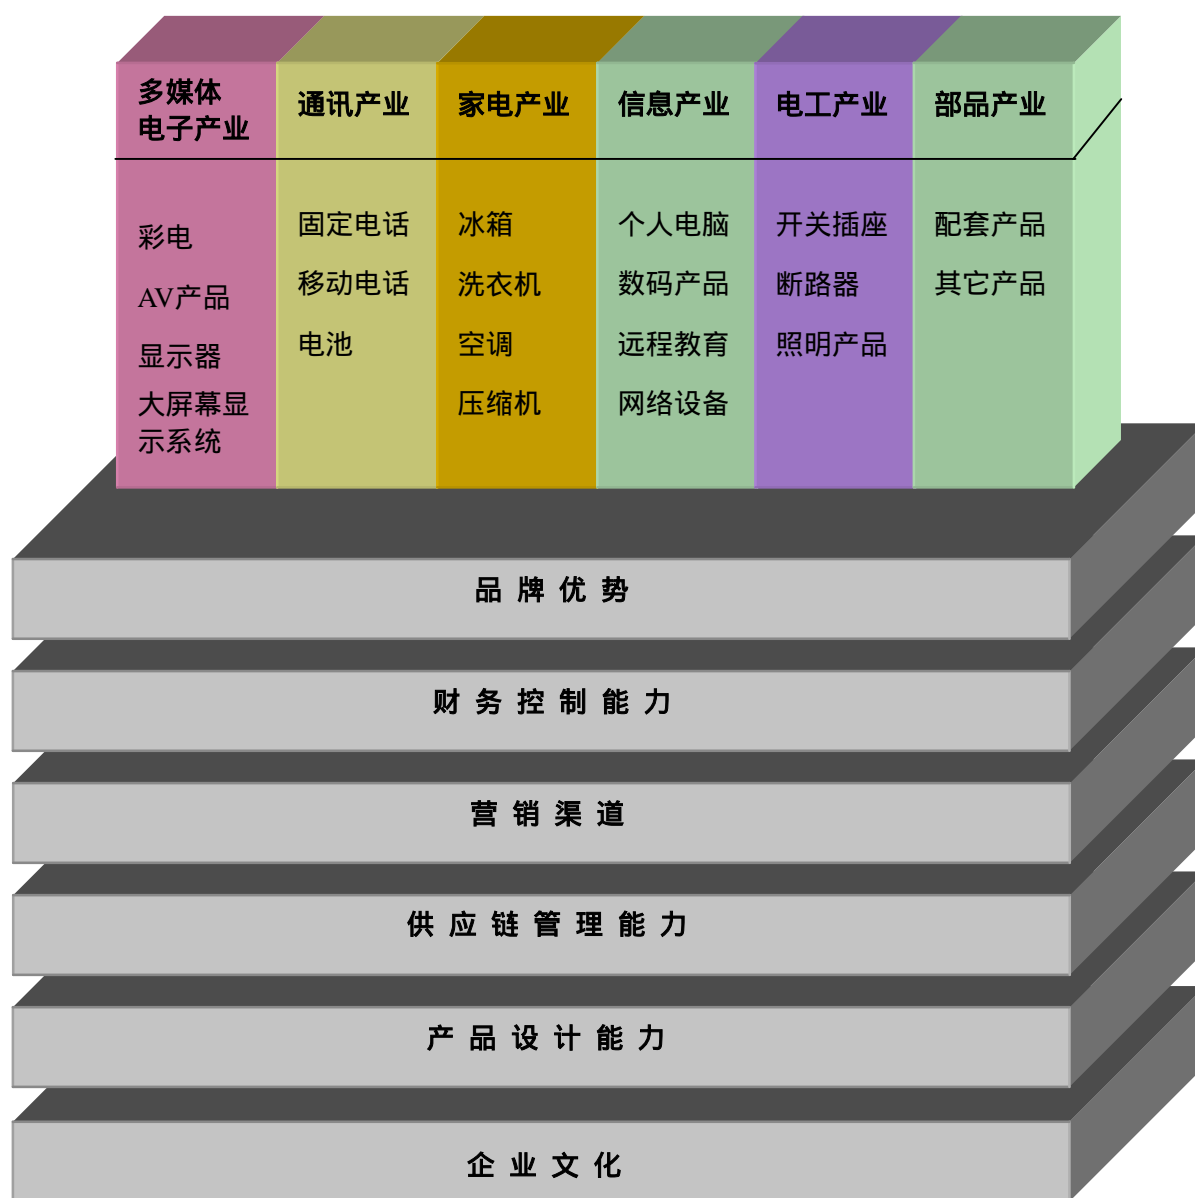 多媒体
电子产业
彩电
AV产品
显示器
大屏幕显
示系统
通讯产业
固定电话
移动电话
电池
家电产业
冰箱
洗衣机
空调
压缩机
信息产业
个人电脑
数码产品
远程教育
网络设备
电工产业
开关插座
断路器
照明产品
部品产业
配套产品
其它产品
品牌优势
财务控制能力
营销渠道
供应链管理能力
产品设计能力
企业文化